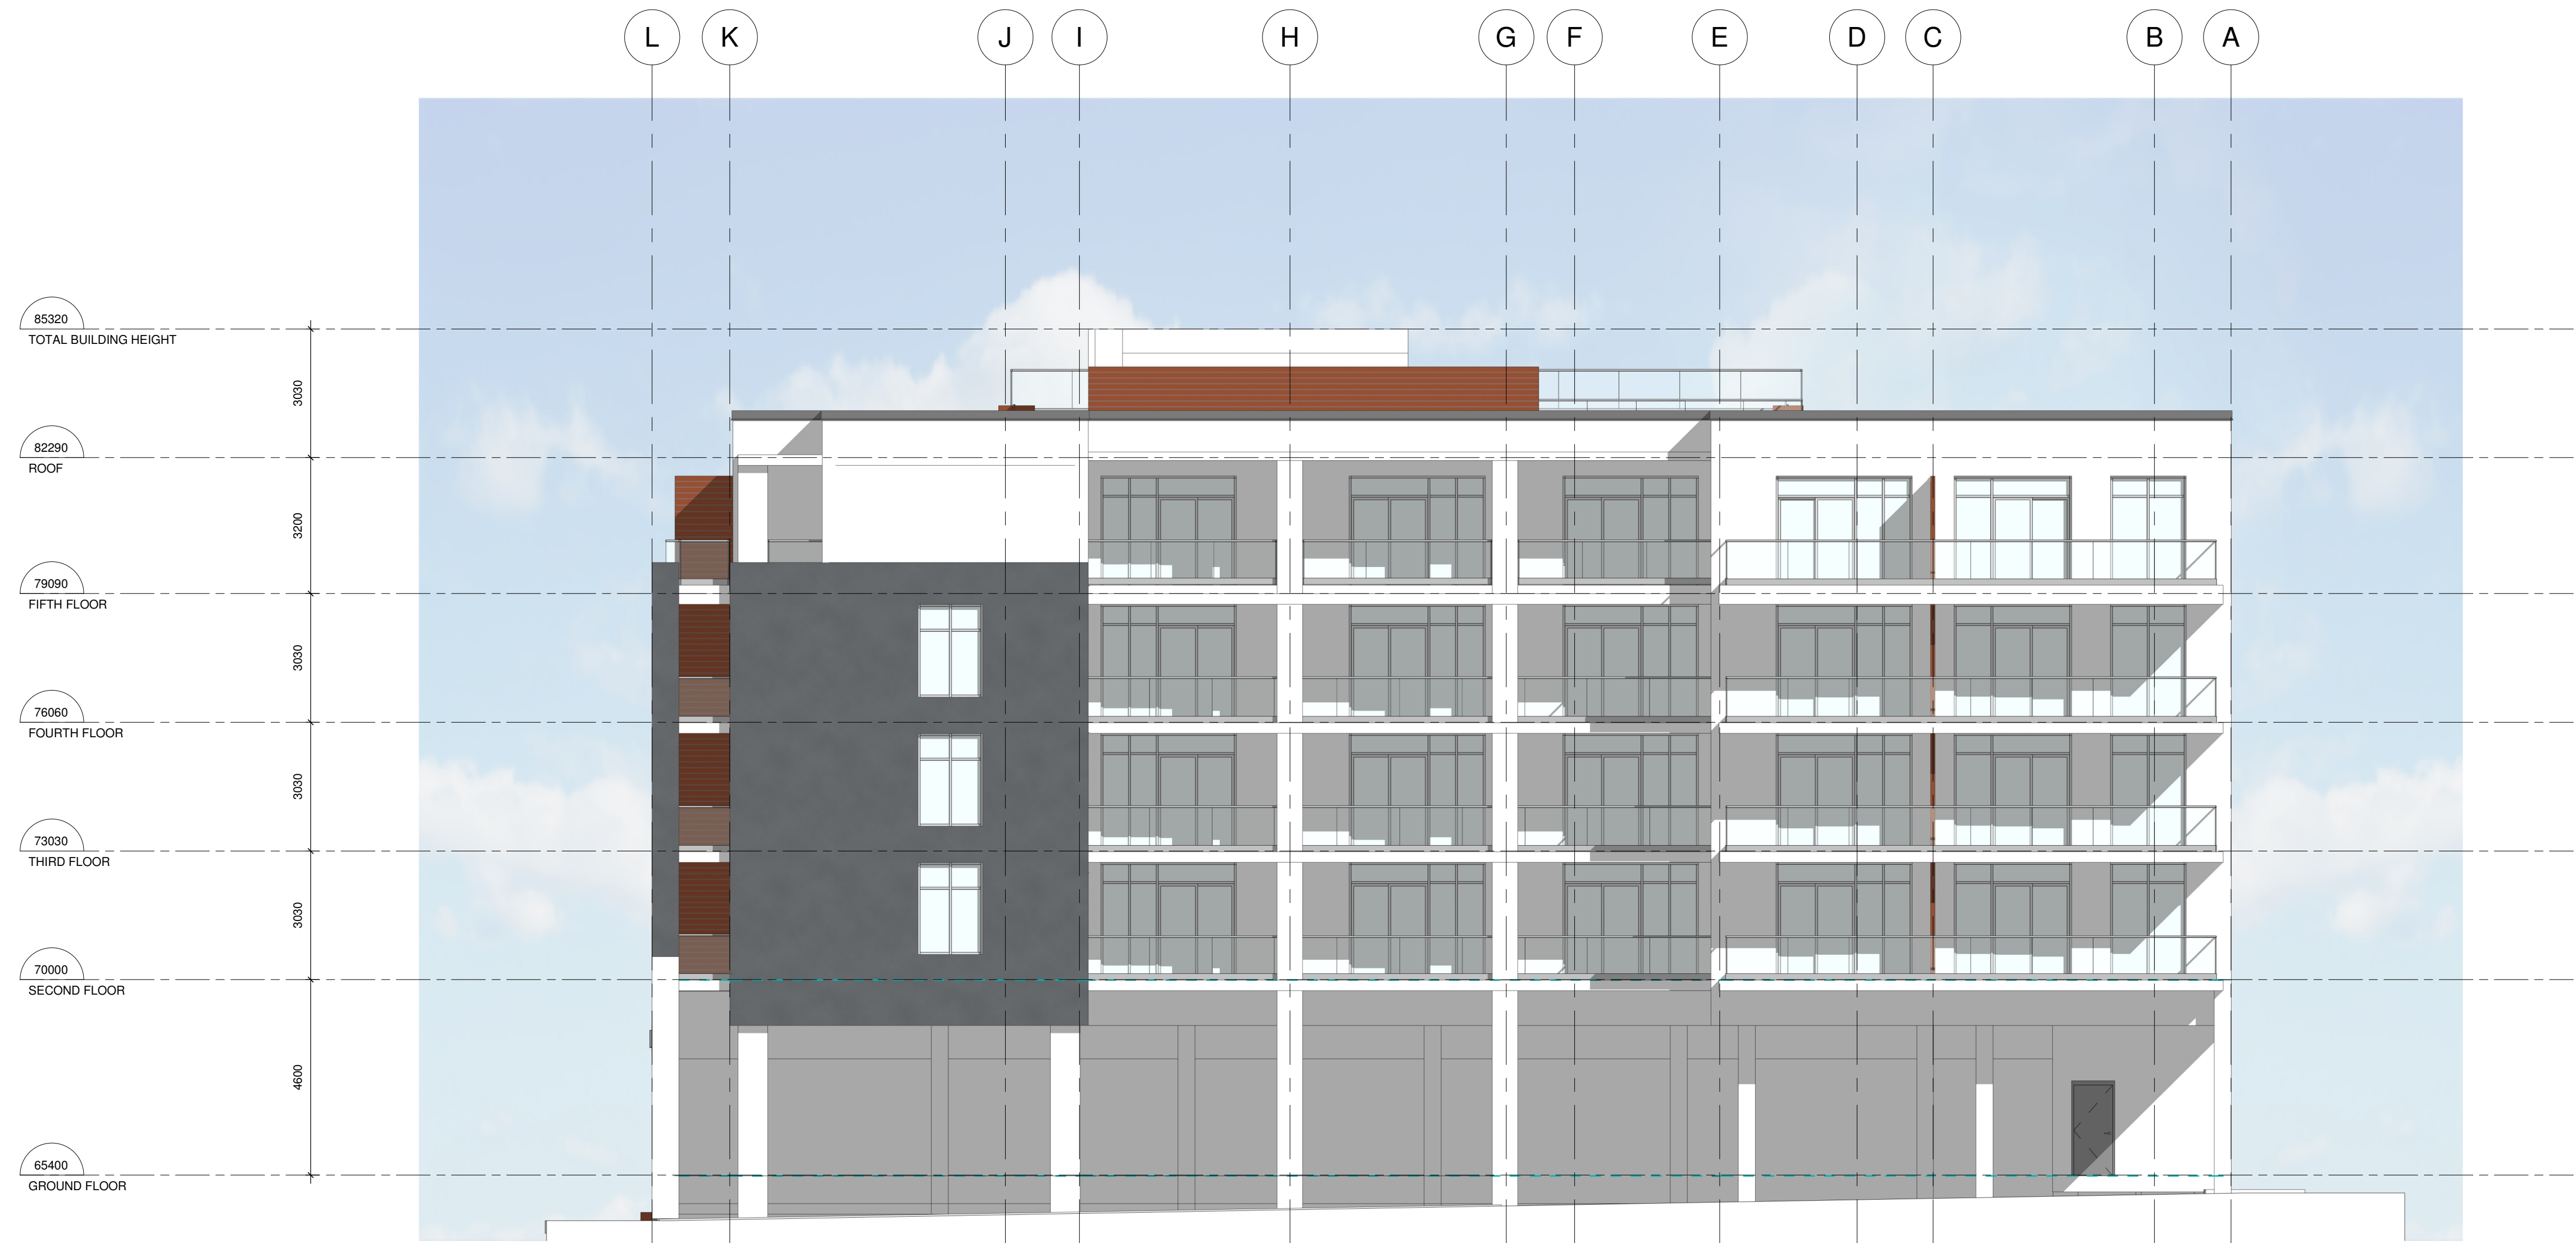 L K J I H G F E D C B A
85320
TOTAL BUILDING HEIGHT
3030
82290
ROOF
3200
79090
FIFTH FLOOR
3030
76060
FOURTH FLOOR
3030
73030
THIRD FLOOR
3030
70000
SECOND FLOOR
4600
65400
GROUND FLOOR